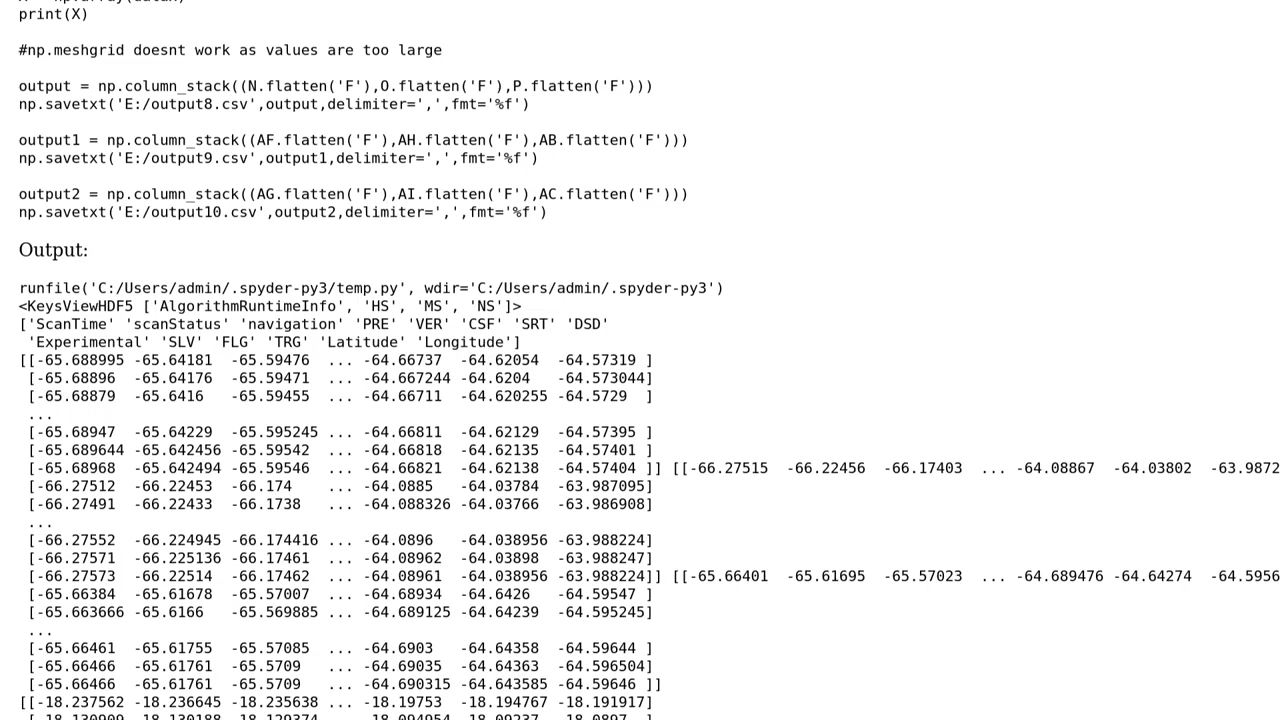 print(X)
#np.meshgrid doesnt work as values are too large
output = np.column_stack((N.flatten('F'),O.flatten('F'),P.flatten('F')))
np.savetxt('E:/output8.csv',output,delimiter=',',fmt='%f')
output1 = np.column_stack((AF.flatten('F'),AH.flatten('F'),AB.flatten('F')))
np.savetxt('E:/output9.csv',output1,delimiter=',',fmt='%f')
output2 = np.column_stack((AG.flatten('F'),AI.flatten('F'),AC.flatten('F')))
np.savetxt('E:/output10.csv',output2,delimiter=',',fmt='%f')
Output:
runfile('C:/Users/admin/.spyder-py3/temp.py', wdir='C:/Users/admin/.spyder-py3')
<KeysViewHDF5 ['AlgorithmRuntimeInfo', 'HS', 'MS', 'NS']>
['ScanTime' 'scanStatus' 'navigation' 'PRE' 'VER' 'CSF' 'SRT' 'DSD'
'Experimental' 'SLV' 'FLG' 'TRG' 'Latitude' 'Longitude']
[[-65.688995 -65.64181  -65.59476  ... -64.66737  -64.62054  -64.57319 ]
[-65.68896  -65.64176  -65.59471  ... -64.667244 -64.6204   -64.573044]
[-65.68879  -65.6416   -65.59455  ... -64.66711  -64.620255 -64.5729  ]
...
[-65.68947  -65.64229  -65.595245 ... -64.66811  -64.62129  -64.57395 ]
[-65.689644 -65.642456 -65.59542  ... -64.66818  -64.62135  -64.57401 ]
[-65.68968  -65.642494 -65.59546  ... -64.66821  -64.62138  -64.57404 ]] [[-66.27515  -66.22456  -66.17403  ... -64.08867  -64.03802  -63.9872
[-66.27512  -66.22453  -66.174    ... -64.0885   -64.03784  -63.987095]
[-66.27491  -66.22433  -66.1738   ... -64.088326 -64.03766  -63.986908]
...
[-66.27552  -66.224945 -66.174416 ... -64.0896   -64.038956 -63.988224]
[-66.27571  -66.225136 -66.17461  ... -64.08962  -64.03898  -63.988247]
[-66.27573  -66.22514  -66.17462  ... -64.08961  -64.038956 -63.988224]] [[-65.66401  -65.61695  -65.57023  ... -64.689476 -64.64274  -64.5956
[-65.66384  -65.61678  -65.57007  ... -64.68934  -64.6426   -64.59547 ]
[-65.663666 -65.6166   -65.569885 ... -64.689125 -64.64239  -64.595245]
...
[-65.66461  -65.61755  -65.57085  ... -64.6903   -64.64358  -64.59644 ]
[-65.66466  -65.61761  -65.5709   ... -64.69035  -64.64363  -64.596504]
[-65.66466  -65.61761  -65.5709   ... -64.690315 -64.643585 -64.59646 ]]
[[-18.237562 -18.236645 -18.235638 ... -18.19753  -18.194767 -18.191917]